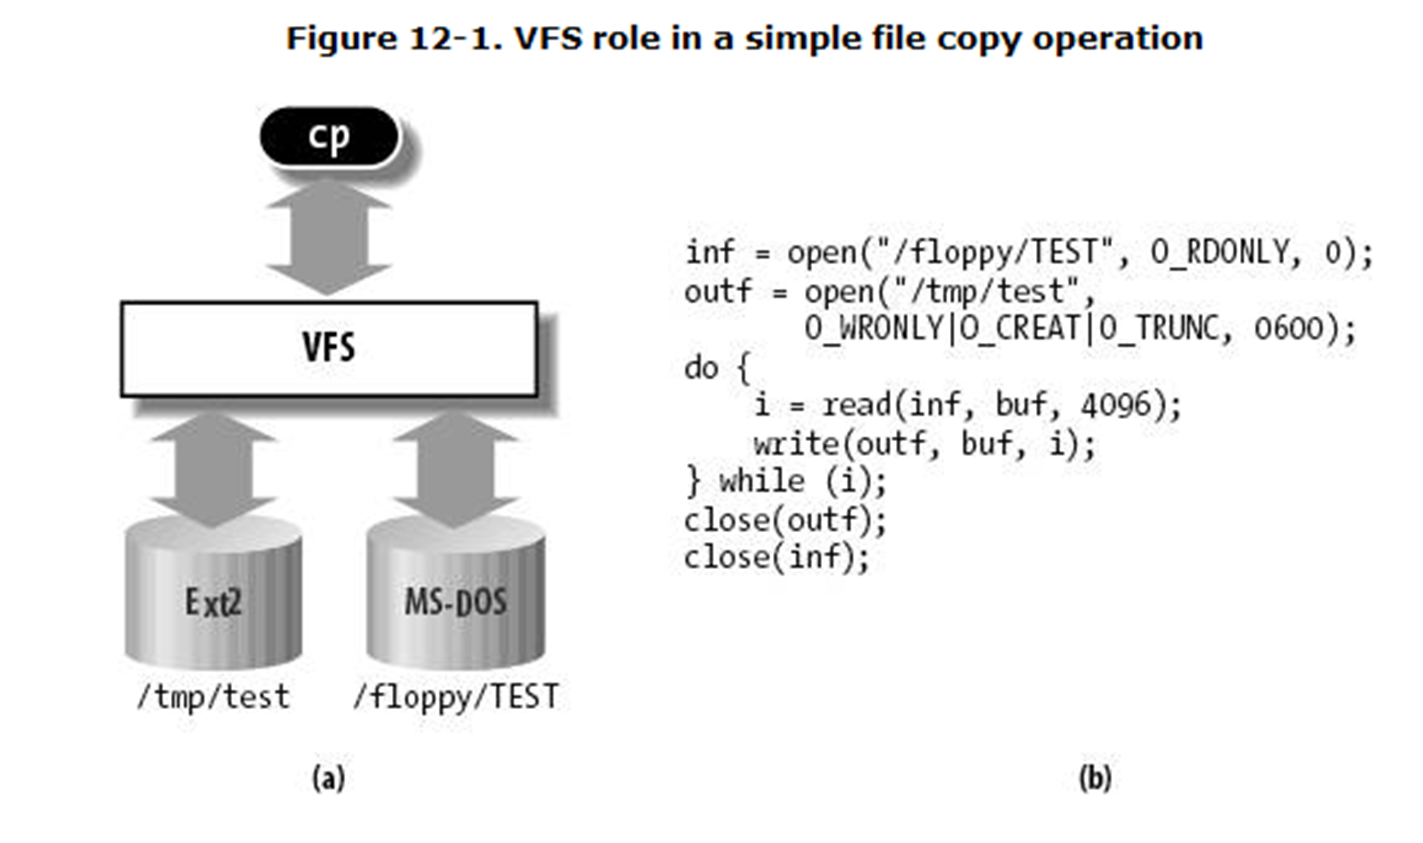 Figure 12-1. VFS role in a simple file copy operation
cp
VFS
Ext2
MS-DOS
/tmp/test
/floppy/TEST
(a)
inf = open("/floppy/TEST", O_RDONLY, 0);
outf = open("/tmp/test",
O_WRONLY|O_CREAT|O_TRUNC, 0600);
do {
i = read(inf, buf, 4096);
write(outf, buf, i);
} while (i);
close(outf);
close(inf);
(b)